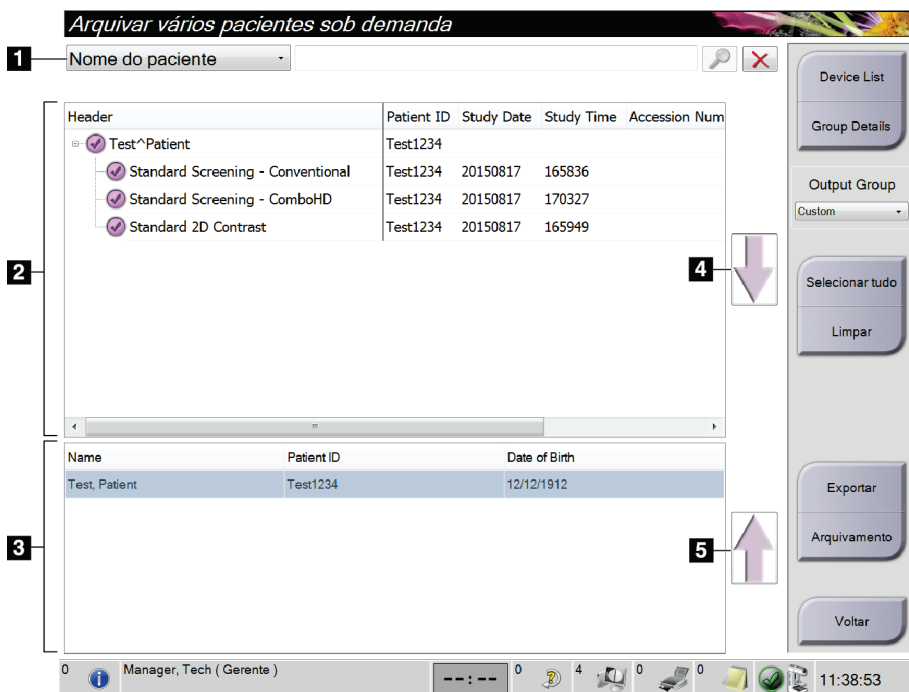 Arquivar vários pacientes sob demanda
1
Nome do paciente
Device List
Group Details
Output Group
Custom
Selecionar tudo
Limpar
Exportar
Arquivamento
Voltar
2
Header Patient ID Study Date Study Time Accession Num
Test^Patient Test1234
Standard Screening - Conventional Test1234 20150817 165836
Standard Screening - ComboHD Test1234 20150817 170327
Standard 2D Contrast Test1234 20150817 165949
4
3
Name Patient ID Date of Birth
Test, Patient Test1234 12/12/1912
5
0 Manager, Tech ( Gerente ) --:-- 0 4 0 0 11:38:53